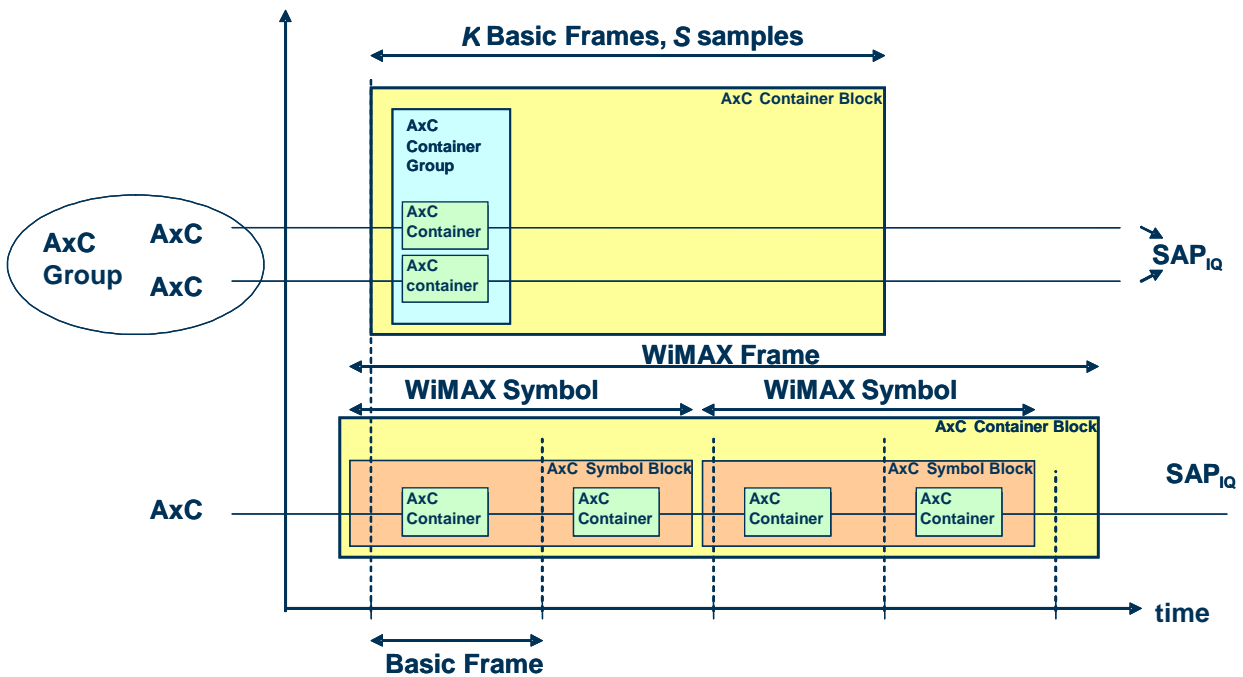 K Basic Frames, S samples
AxC Container Block
AxC
Container
Group
AxC
Container
AxC
container
AxC
Group
AxC
AxC
SAPIQ
WiMAX Frame
WiMAX Symbol
WiMAX Symbol
AxC Container Block
AxC Symbol Block
AxC Symbol Block
AxC
Container
AxC
Container
AxC
Container
AxC
Container
AxC
SAPIQ
time
Basic Frame